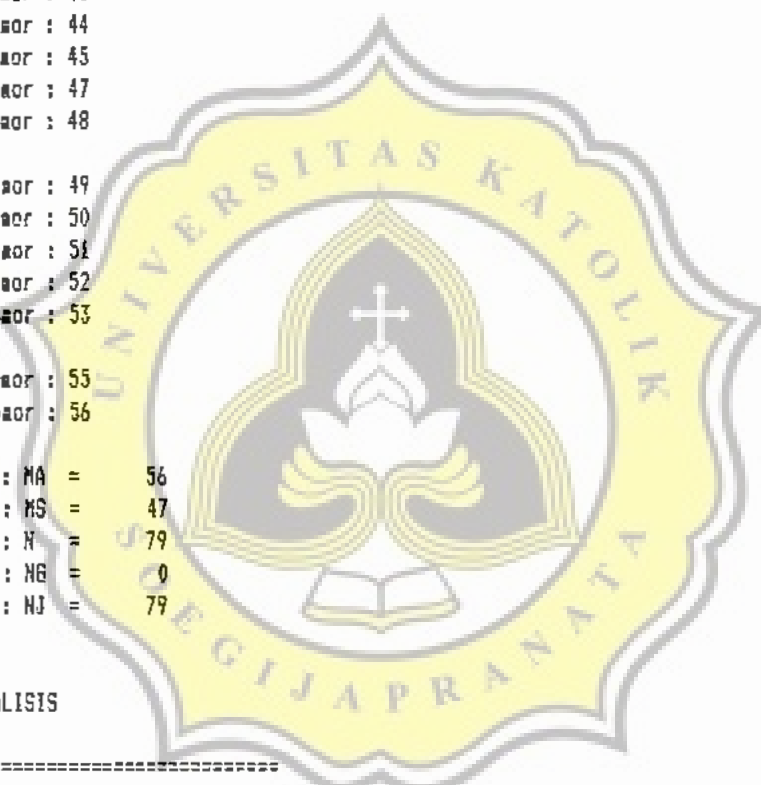 mor : 44
mor : 45
mor : 47
mor : 48
mor : 49
mor : 50
mor : 51
mor : 52
mor : 53
mor : 55
mor : 56
: MA = 56
: MS = 47
: N = 79
: NG = 0
: NJ = 79
ALISIS
==============================
UNIVERSITAS KATOLIK
SOEGIJAPRANATA